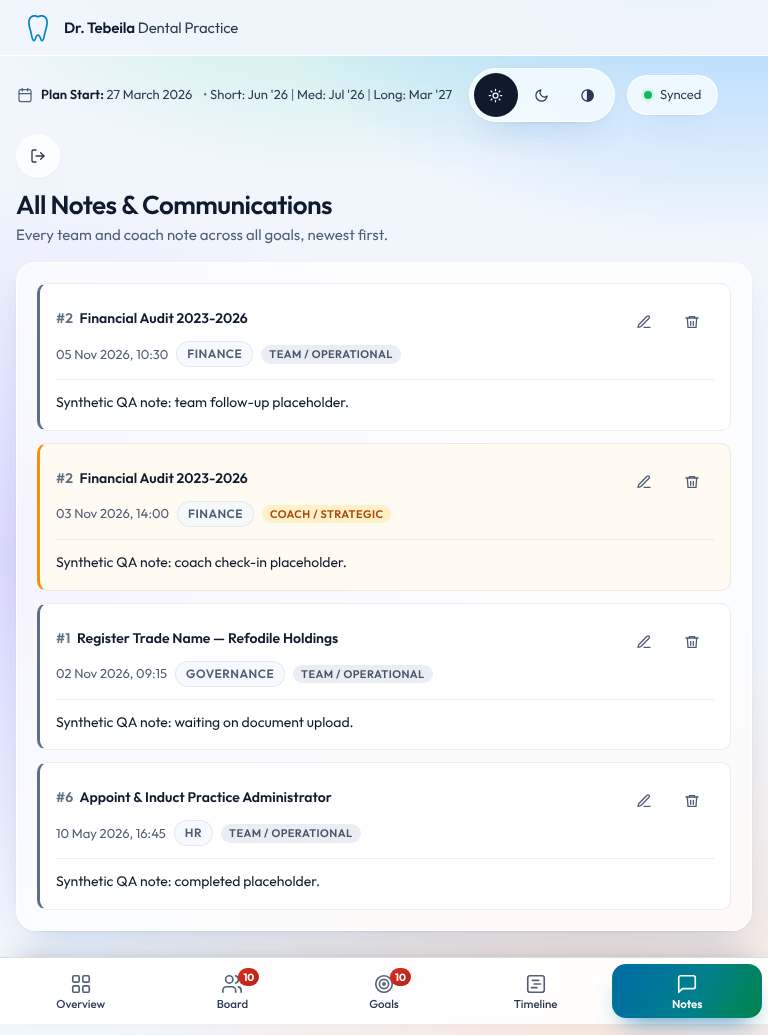 Dr. Tebeila Dental Practice
Plan Start: 27 March 2026 • Short: Jun '26 | Med: Jul '26 | Long: Mar '27
Synced
All Notes & Communications
Every team and coach note across all goals, newest first.
#2 Financial Audit 2023-2026
05 Nov 2026, 10:30 FINANCE TEAM / OPERATIONAL
Synthetic QA note: team follow-up placeholder.
#2 Financial Audit 2023-2026
03 Nov 2026, 14:00 FINANCE COACH / STRATEGIC
Synthetic QA note: coach check-in placeholder.
#1 Register Trade Name — Refodile Holdings
02 Nov 2026, 09:15 GOVERNANCE TEAM / OPERATIONAL
Synthetic QA note: waiting on document upload.
#6 Appoint & Induct Practice Administrator
10 May 2026, 16:45 HR TEAM / OPERATIONAL
Synthetic QA note: completed placeholder.
10 10
Overview Board Goals Timeline Notes